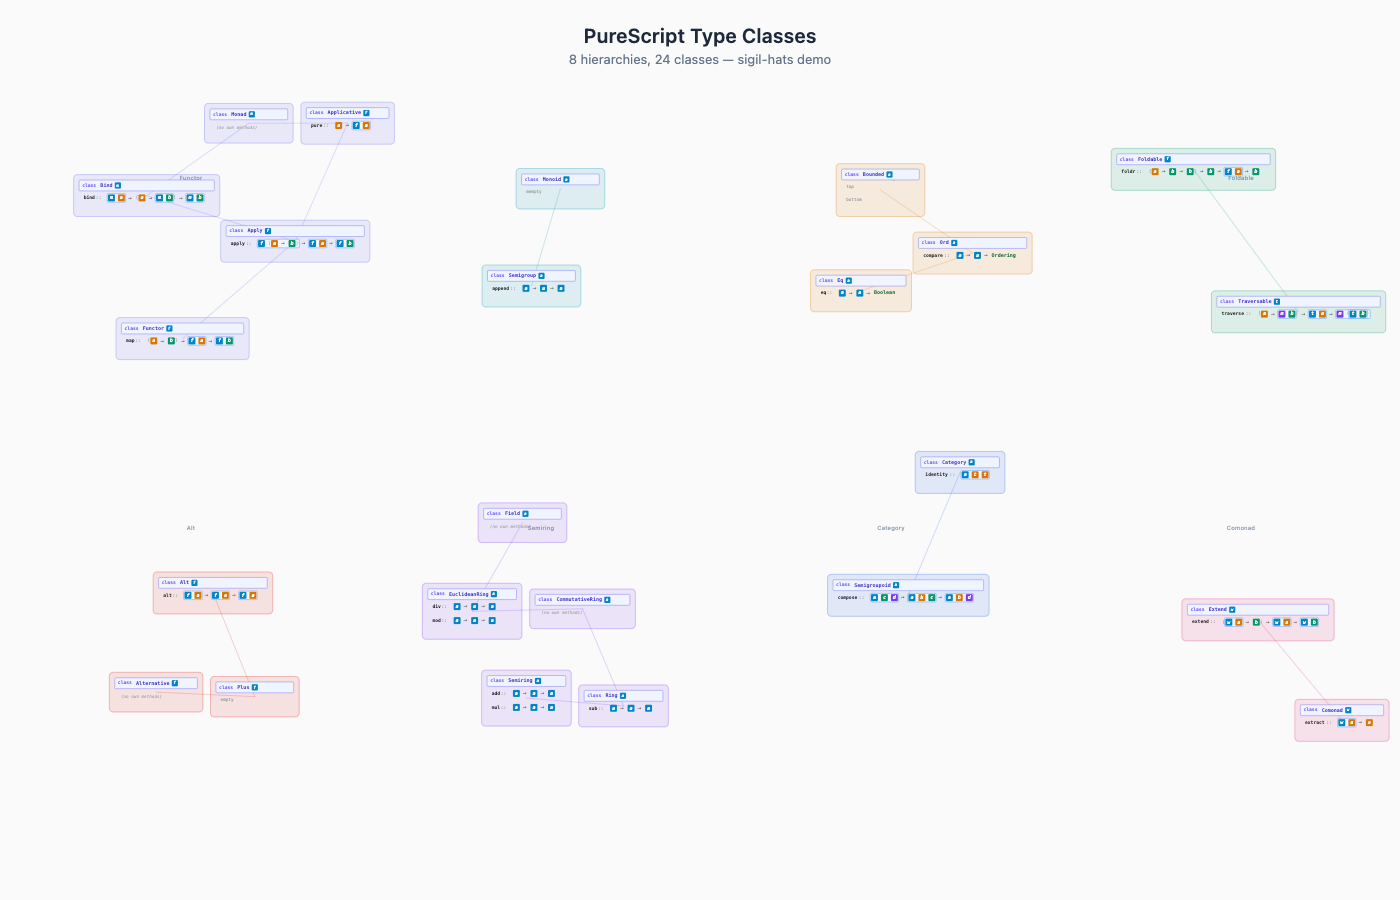 PureScript Type Classes
8 hierarchies, 24 classes — sigil-hats demo
class Monad m
(no own methods)
class Applicative f
pure :: a → f a
class Bind m
Functor
bind :: m a → (a → m b) → m b
class Apply f
apply :: f (a → b) → f a → f b
class Functor f
map :: (a → b) → f a → f b
class Monoid a
mempty
class Semigroup a
append :: a → a → a
class Bounded a
top
bottom
class Ord a
compare :: a → a → Ordering
class Eq a
eq :: a → a → Boolean
class Foldable f
foldr :: (a → b → b) → b → f a → b
Foldable
class Traversable t
traverse :: (a → m b) → t a → m (t b)
Alt
class Alt f
alt :: f a → f a → f a
class Alternative f
(no own methods)
class Plus f
empty
class Field a
(no own methods)
Semiring
class EuclideanRing a
div :: a → a → a
mod :: a → a → a
class CommutativeRing a
(no own methods)
class Semiring a
add :: a → a → a
mul :: a → a → a
class Ring a
sub :: a → a → a
class Category a
identity :: a t t
Category
class Semigroupoid a
compose :: a c d → a b c → a b d
Comonad
class Extend w
extend :: (w a → b) → w a → w b
class Comonad w
extract :: w a → a